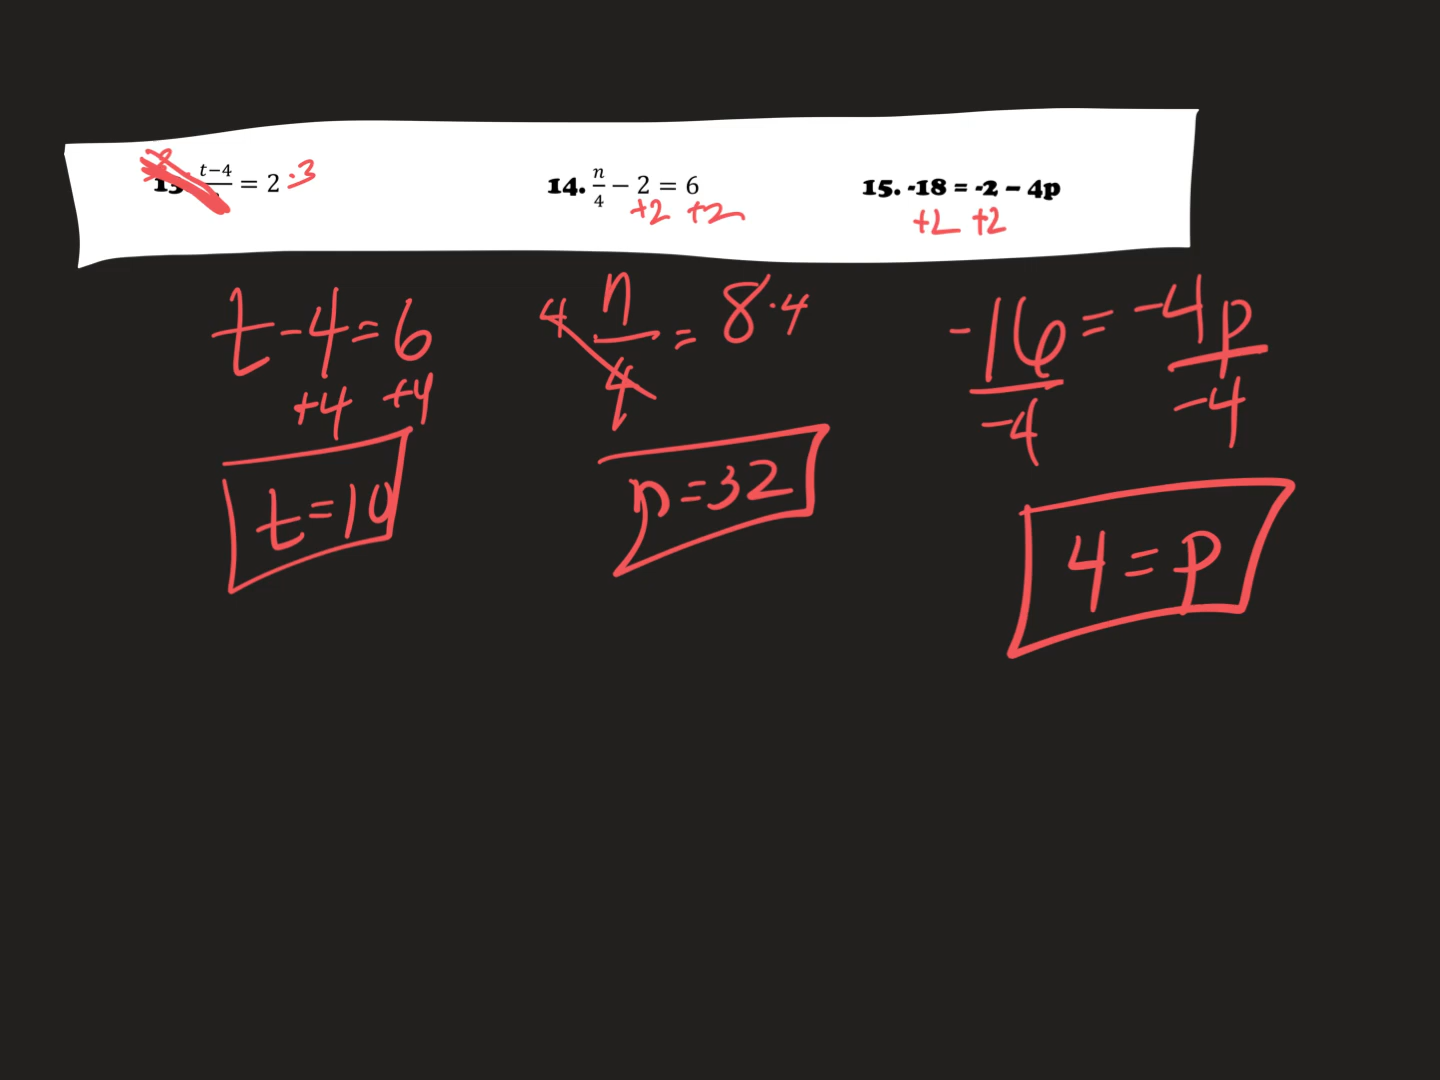 13. t-4 = 2 ·3
14. n/4 − 2 = 6
+2 +2
15. -18 = -2 – 4p
+2 +2
t-4=6
+4 +4
t=10
4 n/4 = 8·4
n=32
-16 = -4p
-4 -4
4=p